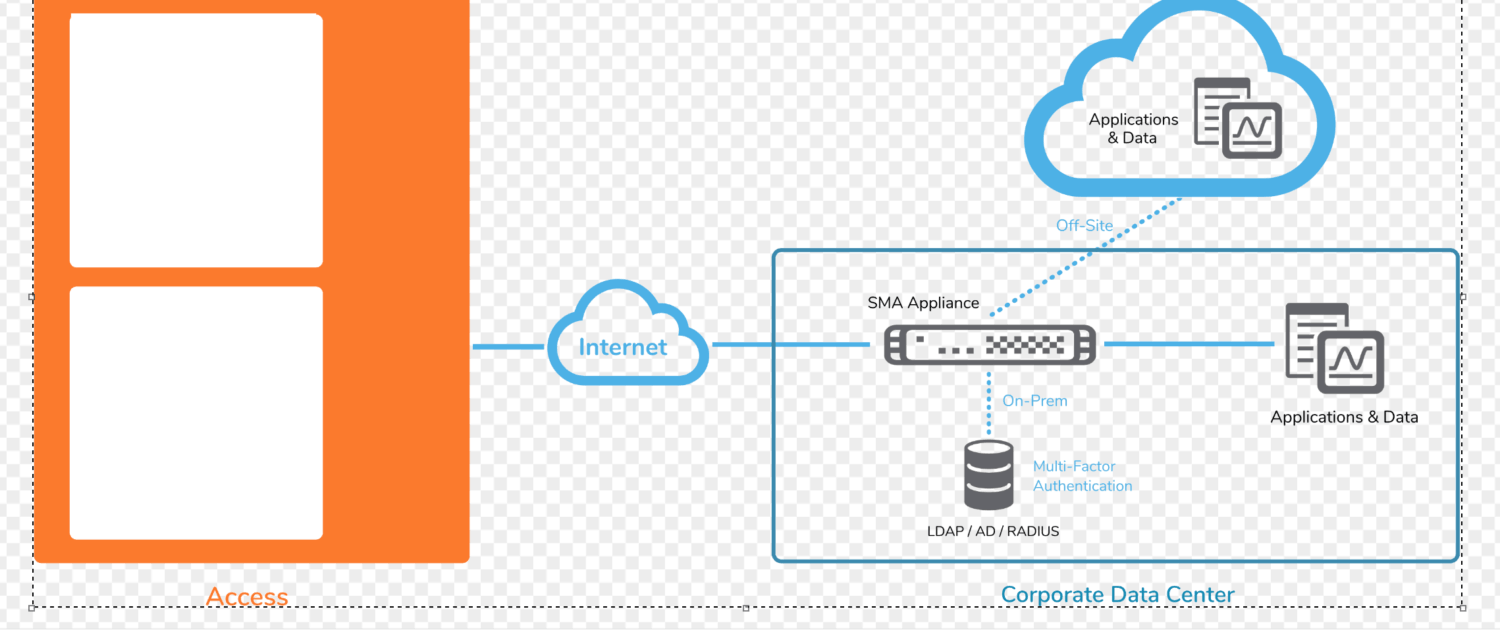 Applications
& Data
Off-Site
SMA Appliance
Internet
On-Prem
Applications & Data
Multi-Factor
Authentication
LDAP / AD / RADIUS
Access
Corporate Data Center